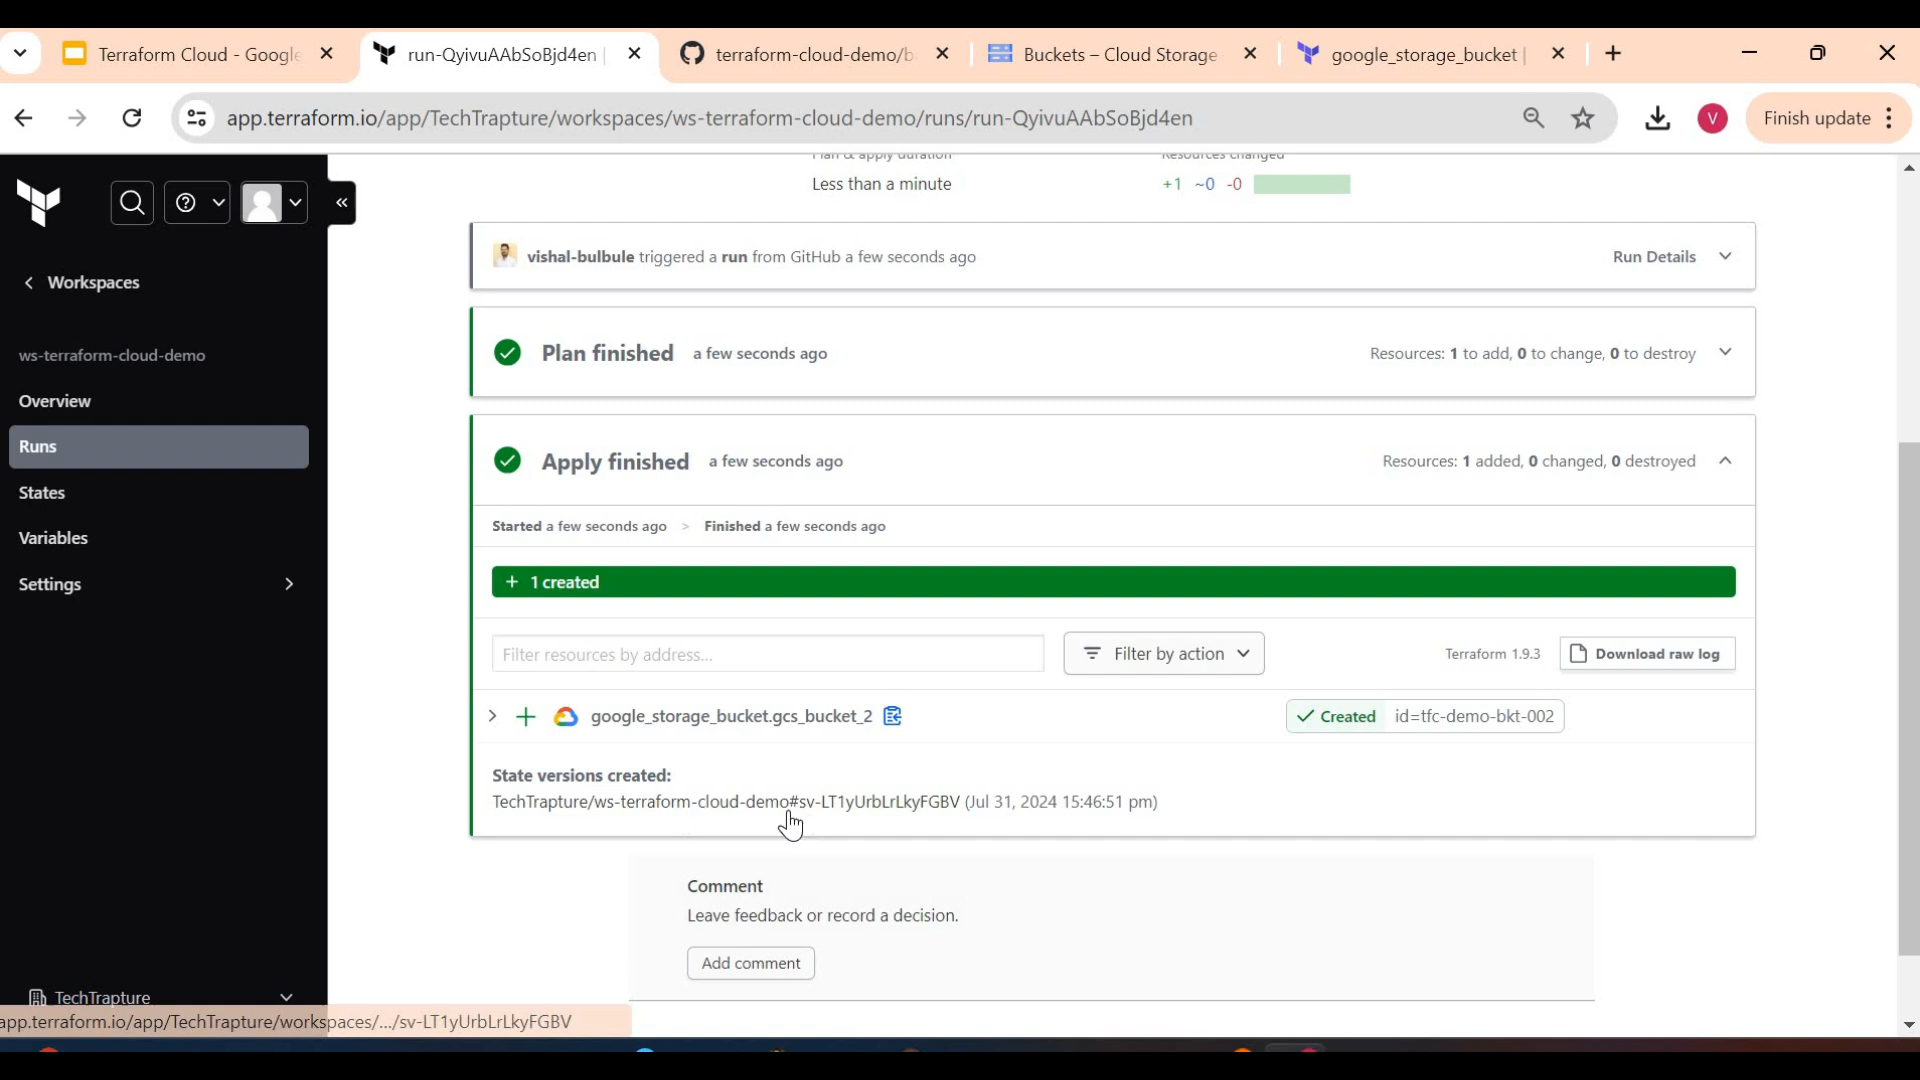 Terraform Cloud - Google
run-QyivuAAbSoBjd4en |
terraform-cloud-demo/b
Buckets – Cloud Storage
google_storage_bucket |
app.terraform.io/app/TechTrapture/workspaces/ws-terraform-cloud-demo/runs/run-QyivuAAbSoBjd4en
V
Finish update
Plan & apply duration
Resources changed
Less than a minute
+1 ~0 -0
Workspaces
ws-terraform-cloud-demo
Overview
Runs
States
Variables
Settings
TechTrapture
vishal-bulbule triggered a run from GitHub a few seconds ago
Run Details
Plan finished a few seconds ago
Resources: 1 to add, 0 to change, 0 to destroy
Apply finished a few seconds ago
Resources: 1 added, 0 changed, 0 destroyed
Started a few seconds ago > Finished a few seconds ago
+ 1 created
Filter resources by address...
Filter by action
Terraform 1.9.3
Download raw log
google_storage_bucket.gcs_bucket_2
Created id=tfc-demo-bkt-002
State versions created:
TechTrapture/ws-terraform-cloud-demo#sv-LT1yUrbLrLkyFGBV (Jul 31, 2024 15:46:51 pm)
Comment
Leave feedback or record a decision.
Add comment
app.terraform.io/app/TechTrapture/workspaces/.../sv-LT1yUrbLrLkyFGBV